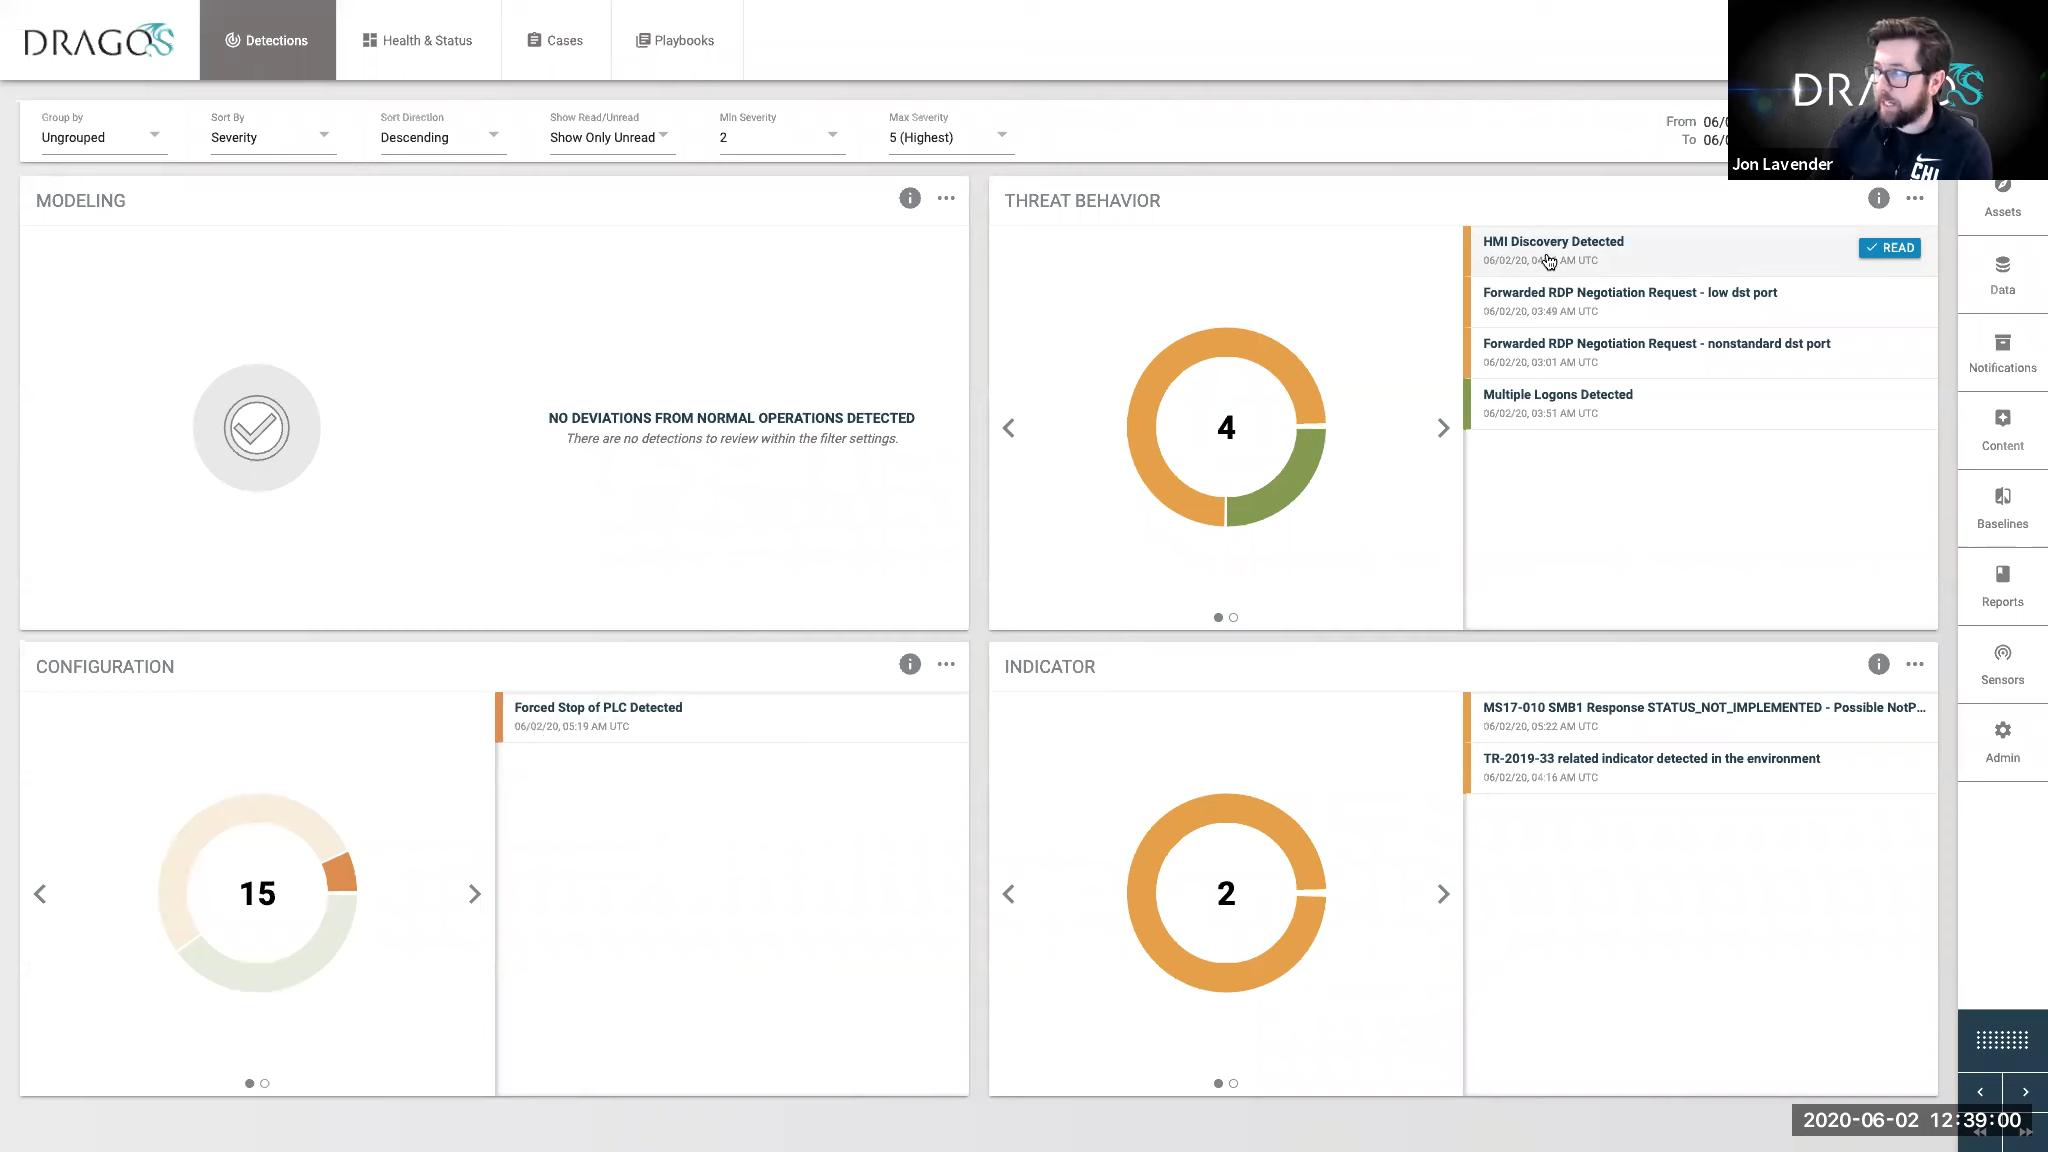 DRAGOS
Detections
Health & Status
Cases
Playbooks
Group by
Ungrouped
Sort By
Severity
Sort Direction
Descending
Show Read/Unread
Show Only Unread
Min Severity
2
Max Severity
5 (Highest)
From 06/0
To 06/0
Jon Lavender
CHI
MODELING
NO DEVIATIONS FROM NORMAL OPERATIONS DETECTED
There are no detections to review within the filter settings.
THREAT BEHAVIOR
4
HMI Discovery Detected
06/02/20, AM UTC
READ
Forwarded RDP Negotiation Request - low dst port
06/02/20, 03:49 AM UTC
Forwarded RDP Negotiation Request - nonstandard dst port
06/02/20, 03:01 AM UTC
Multiple Logons Detected
06/02/20, 03:51 AM UTC
CONFIGURATION
15
Forced Stop of PLC Detected
06/02/20, 05:19 AM UTC
INDICATOR
2
MS17-010 SMB1 Response STATUS_NOT_IMPLEMENTED - Possible NotP...
06/02/20, 05:22 AM UTC
TR-2019-33 related indicator detected in the environment
06/02/20, 04:16 AM UTC
Assets
Data
Notifications
Content
Baselines
Reports
Sensors
Admin
2020-06-02 12:39:00